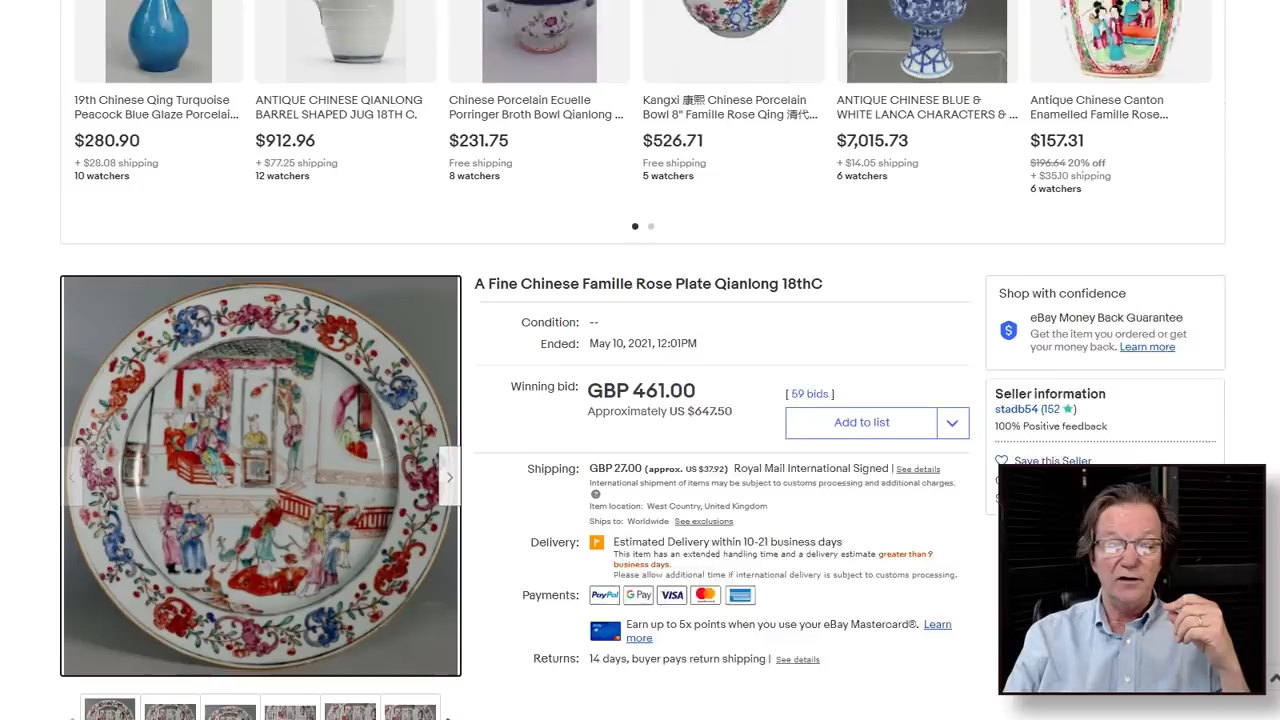 19th Chinese Qing Turquoise
Peacock Blue Glaze Porcelai...
$280.90
+ $28.08 shipping
10 watchers
ANTIQUE CHINESE QIANLONG
BARREL SHAPED JUG 18TH C.
$912.96
+ $77.25 shipping
12 watchers
Chinese Porcelain Ecuelle
Porringer Broth Bowl Qianlong ...
$231.75
Free shipping
8 watchers
Kangxi 康熙 Chinese Porcelain
Bowl 8" Famille Rose Qing 清代...
$526.71
Free shipping
5 watchers
ANTIQUE CHINESE BLUE &
WHITE LANCA CHARACTERS & ...
$7,015.73
+ $14.05 shipping
6 watchers
Antique Chinese Canton
Enamelled Famille Rose...
$157.31
$196.64 20% off
+ $35.10 shipping
6 watchers
A Fine Chinese Famille Rose Plate Qianlong 18thC
Condition: --
Ended: May 10, 2021, 12:01PM
Winning bid: GBP 461.00
Approximately US $647.50
[ 59 bids ]
Add to list
Shipping: GBP 27.00 (approx. US $37.92) Royal Mail International Signed | See details
International shipment of items may be subject to customs processing and additional charges.
Item location: West Country, United Kingdom
Ships to: Worldwide See exclusions
Delivery: Estimated Delivery within 10-21 business days
This item has an extended handling time and a delivery estimate greater than 9
business days.
Please allow additional time if international delivery is subject to customs processing.
Payments: PayPal G Pay VISA
Earn up to 5x points when you use your eBay Mastercard®. Learn
more
Returns: 14 days, buyer pays return shipping | See details
Shop with confidence
eBay Money Back Guarantee
Get the item you ordered or get
your money back. Learn more
Seller information
stadb54 (152 ★)
100% Positive feedback
Save this Seller